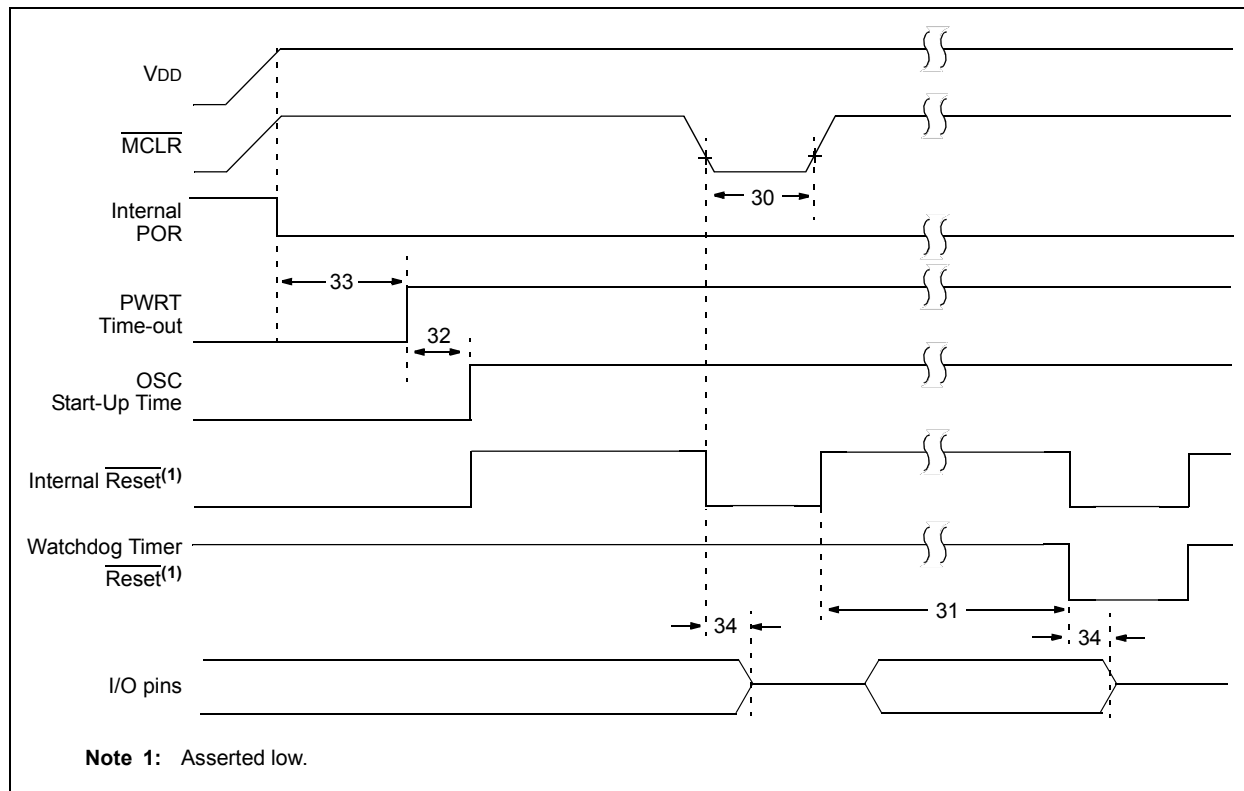 VDD
MCLR
30
Internal
POR
33
PWRT
Time-out
32
OSC
Start-Up Time
Internal Reset(1)
Watchdog Timer
Reset(1)
31
34
34
I/O pins
Note 1: Asserted low.